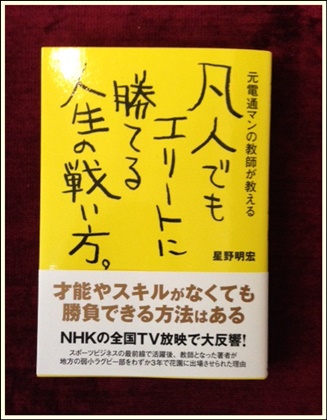 元電通マンの教師が教える
凡人でも
エリートに
勝てる
人生の戦い方。
星野明宏
才能やスキルがなくても
勝負できる方法はある
NHKの全国TV放映で大反響!
スポーツビジネスの最前線で活躍後、教師となった著者が
地方の弱小ラグビー部をわずか3年で花園に出場させられた理由